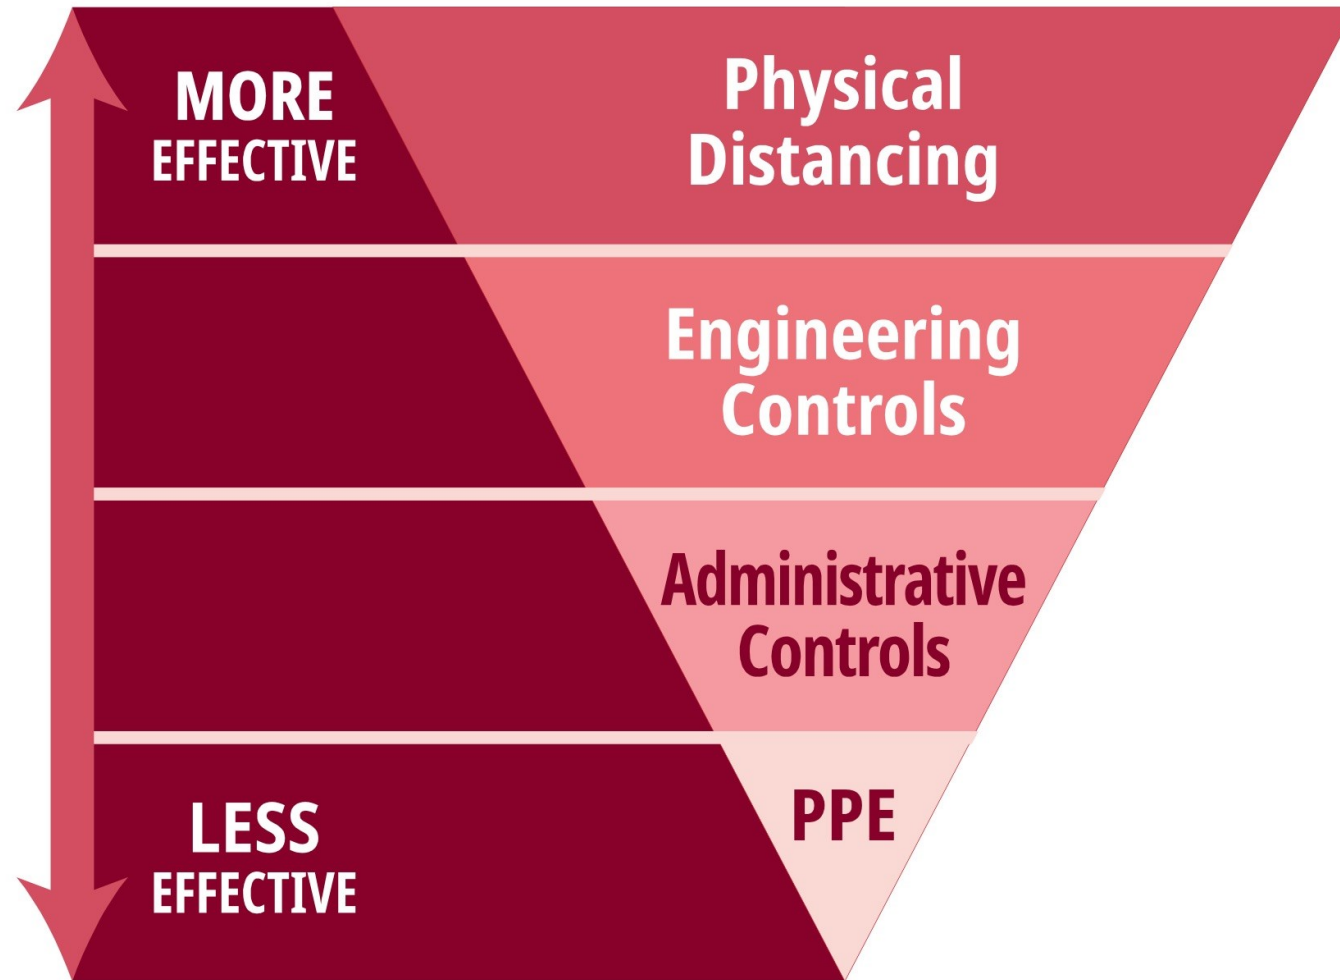 MORE
EFFECTIVE
Physical
Distancing
Engineering
Controls
Administrative
Controls
LESS
EFFECTIVE
PPE